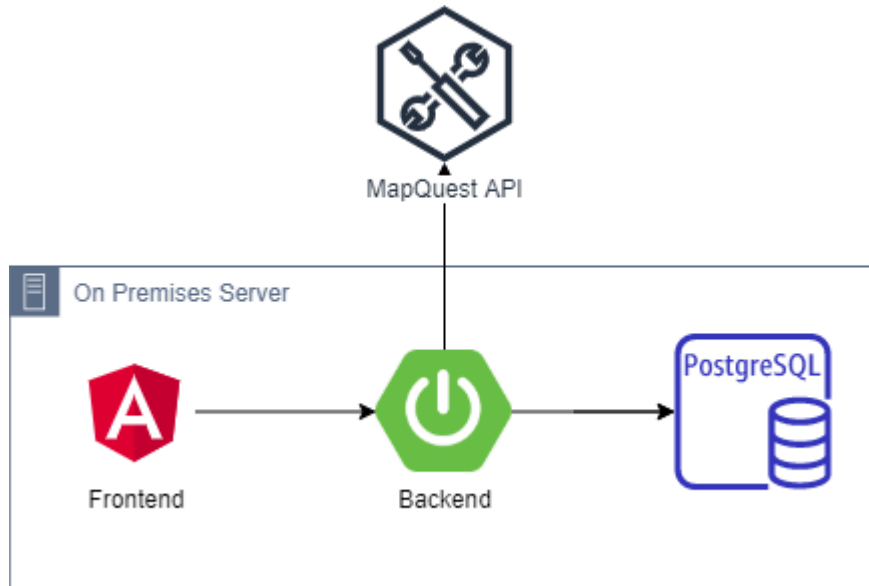 MapQuest API
On Premises Server
PostgreSQL
Frontend
Backend